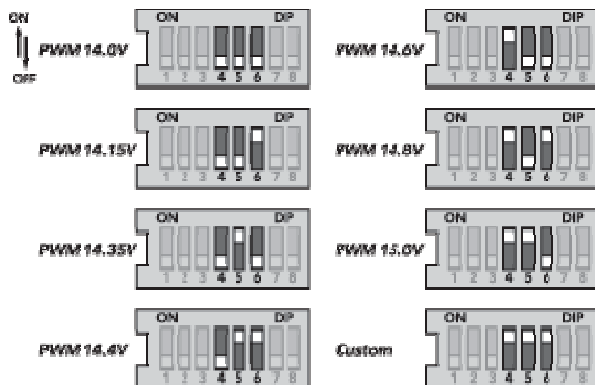 ON
OFF
PWM 14.0V
ON DIP
1 2 3 4 5 6 7 8
PWM 14.6V
ON DIP
1 2 3 4 5 6 7 8
PWM 14.15V
ON DIP
1 2 3 4 5 6 7 8
PWM 14.8V
ON DIP
1 2 3 4 5 6 7 8
PWM 14.35V
ON DIP
1 2 3 4 5 6 7 8
PWM 15.0V
ON DIP
1 2 3 4 5 6 7 8
PWM 14.4V
ON DIP
1 2 3 4 5 6 7 8
Custom
ON DIP
1 2 3 4 5 6 7 8